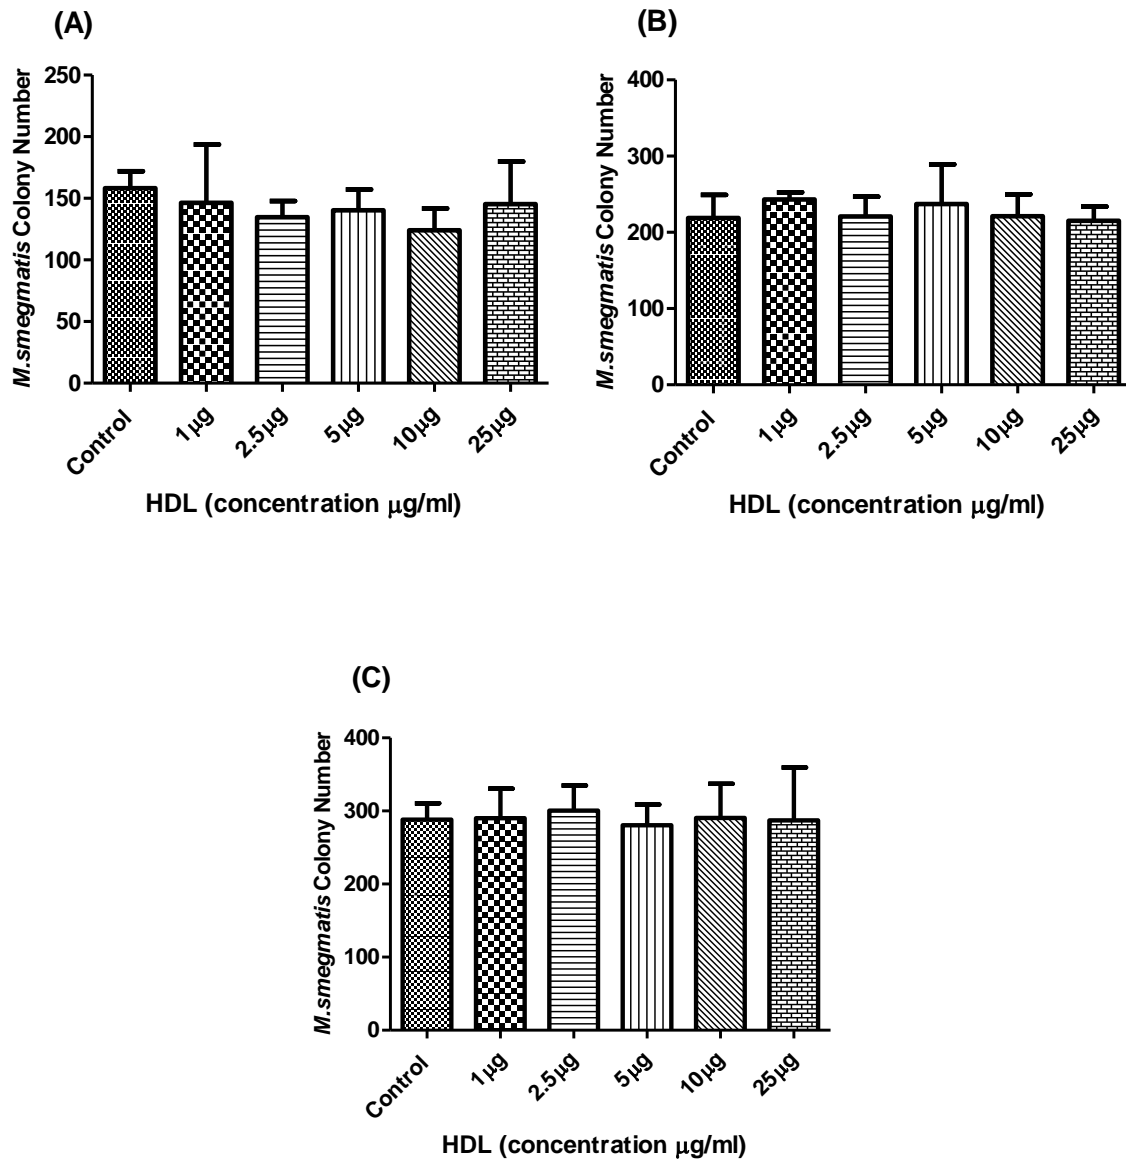 (A)
M.smegmatis Colony Number
250
200
150
100
50
0
Control
1µg
2.5µg
5µg
10µg
25µg
HDL (concentration µg/ml)
(B)
M.smegmatis Colony Number
400
300
200
100
0
Control
1µg
2.5µg
5µg
10µg
25µg
HDL (concentration µg/ml)
(C)
M.smegmatis Colony Number
400
300
200
100
0
Control
1µg
2.5µg
5µg
10µg
25µg
HDL (concentration µg/ml)